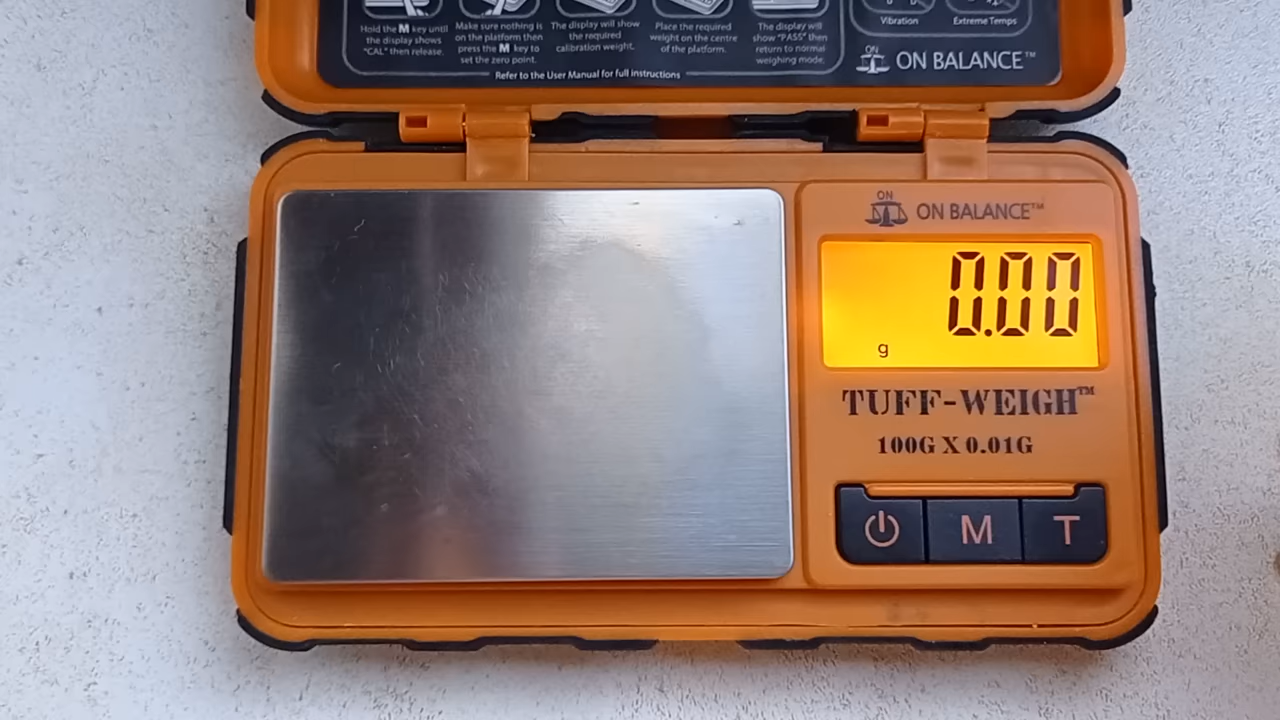 Hold the M key until
the display shows
"CAL" then release.
Make sure nothing is
on the platform then
press the M key to
set the zero point.
The display will show
the required
calibration weight.
Place the required
weight on the centre
of the platform.
The display will
show "PASS" then
return to normal
weighing mode.
Vibration
Extreme Temps
Refer to the User Manual for full instructions
ON
ON BALANCE™
ON
ON BALANCE™
0.00
g
TUFF-WEIGH™
100G X 0.01G
M
T